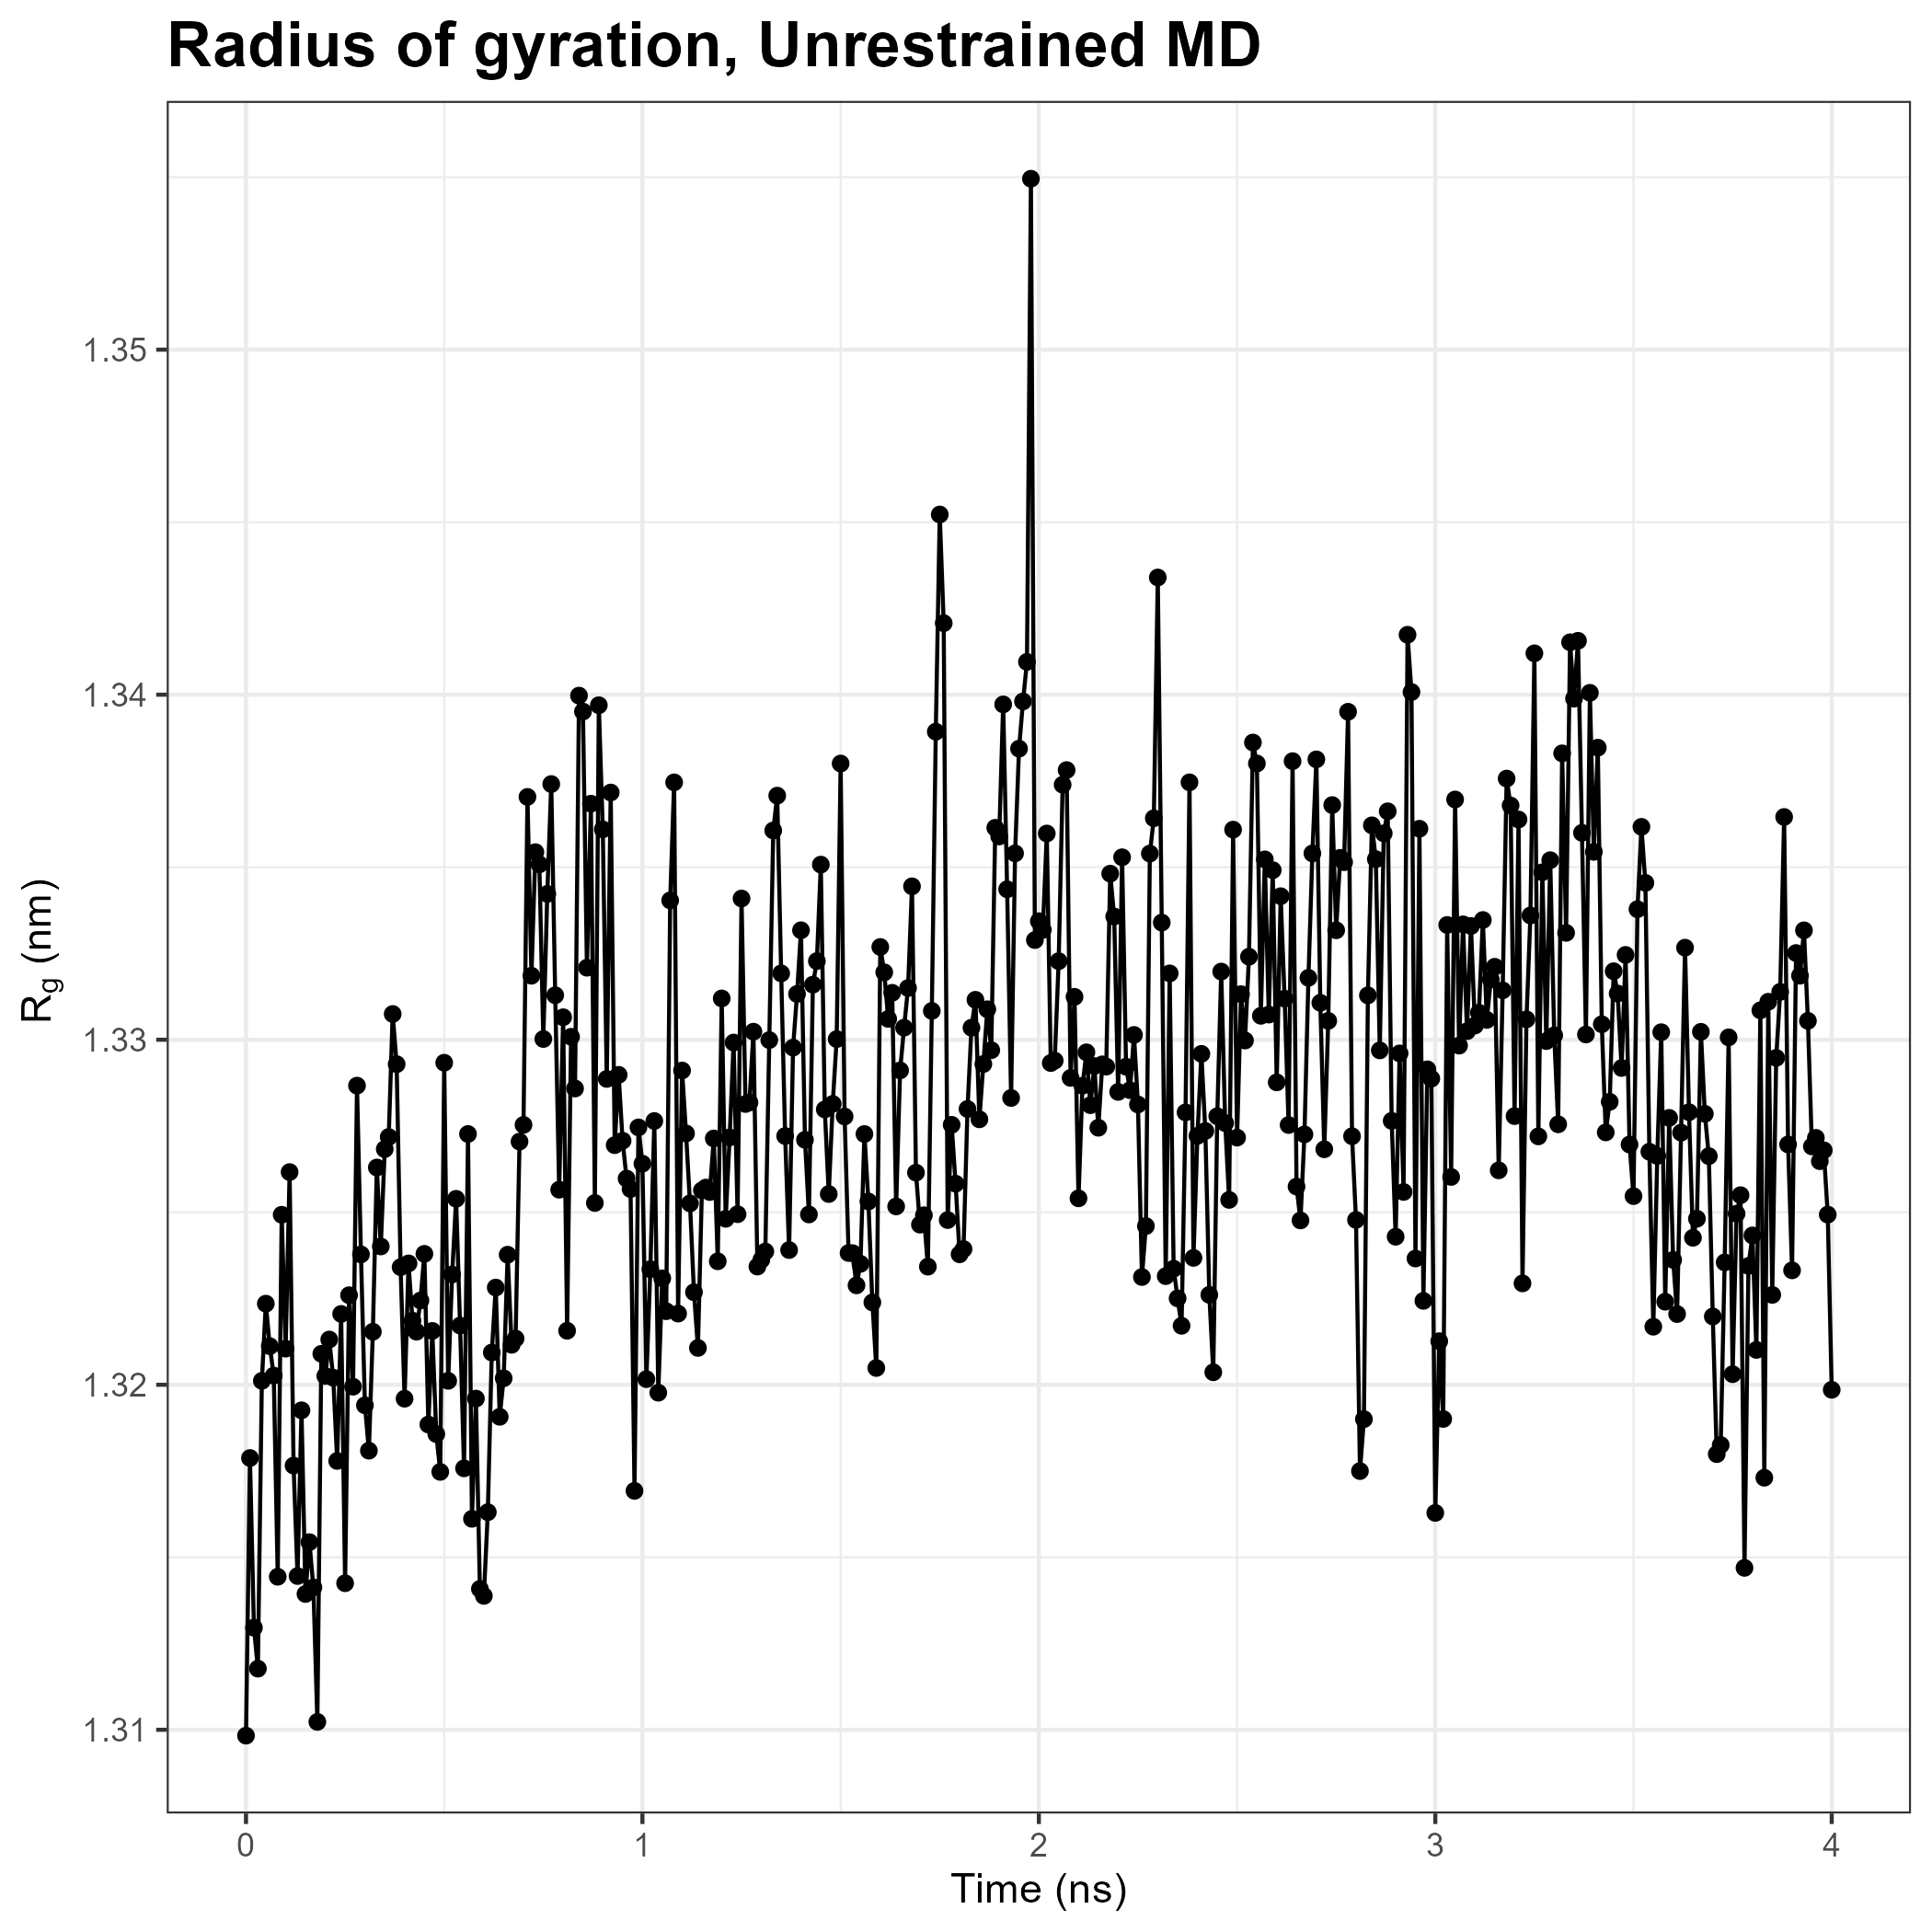 Radius of gyration, Unrestrained MD
Rg (nm)
1.35
1.34
1.33
1.32
1.31
0 1 2 3 4
Time (ns)